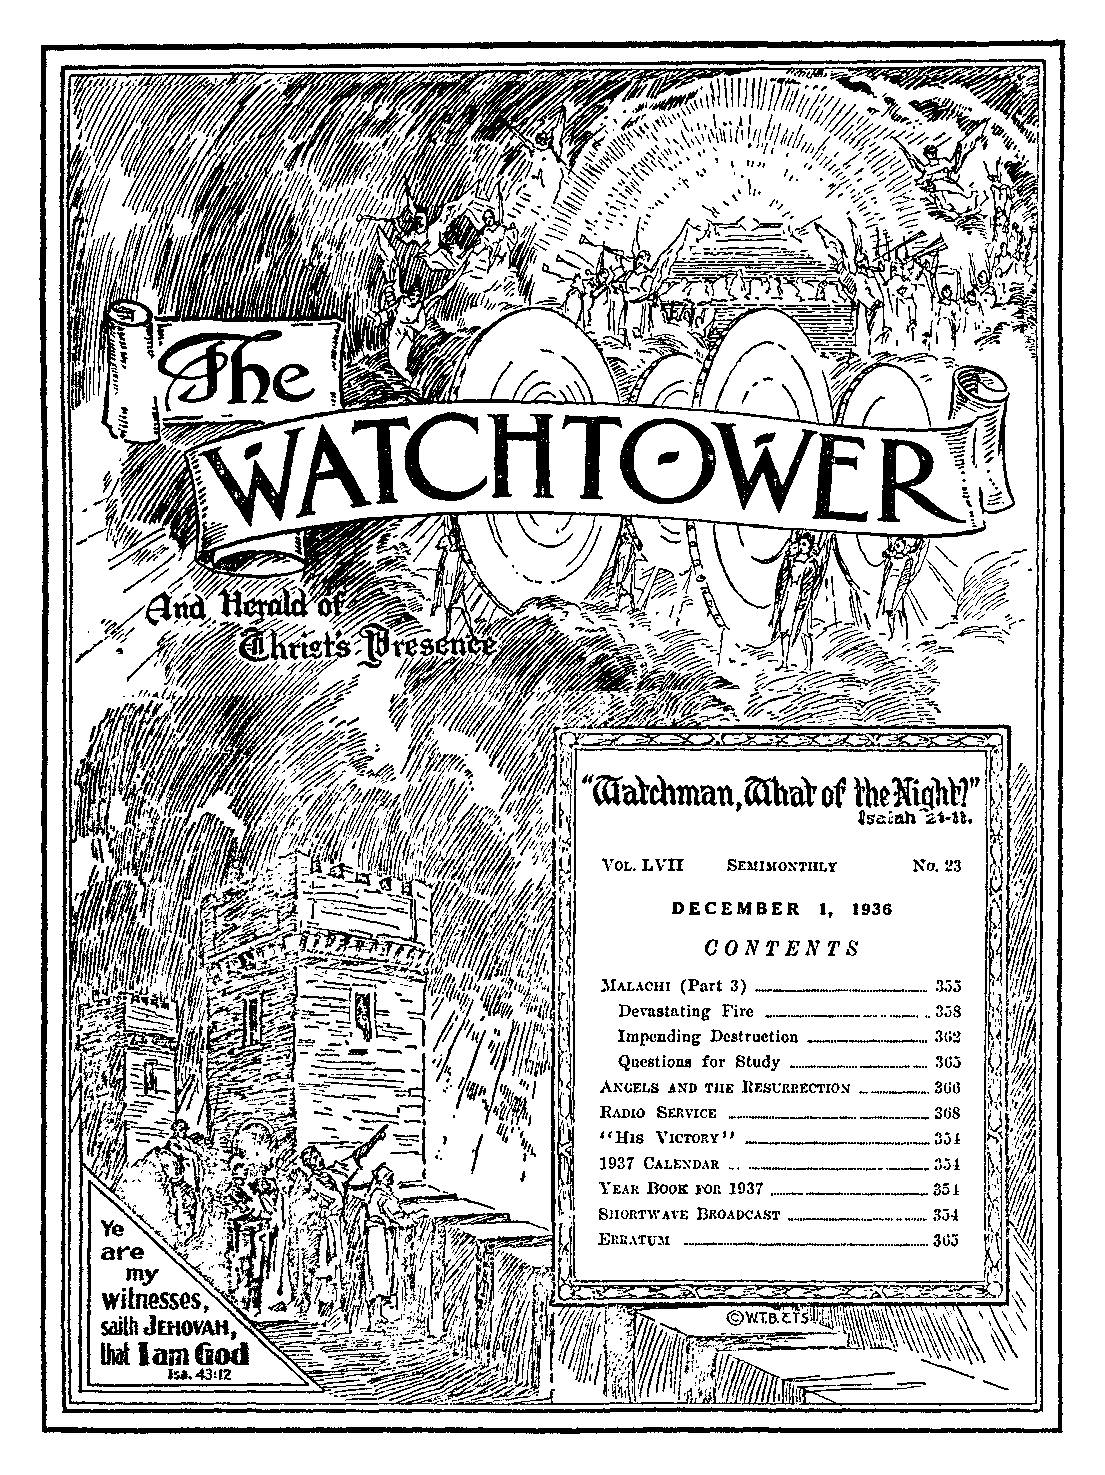 The
WATCHTOWER
And Herald of
Christ's Presence
"Watchman, What of the Night?"
Isaiah 21-11.
VOL. LVII SEMIMONTHLY No. 23
DECEMBER 1, 1936
CONTENTS
MALACHI (Part 3) 355
Devastating Fire 358
Impending Destruction 362
Questions for Study 365
ANGELS AND THE RESURRECTION 366
RADIO SERVICE 368
"HIS VICTORY" 354
1937 CALENDAR 354
YEAR BOOK FOR 1937 354
SHORTWAVE BROADCAST 354
ERRATUM 365
©W.T.B.&T.S
Ye
are
my
witnesses,
saith JEHOVAH,
that I am God
Isa. 43:12